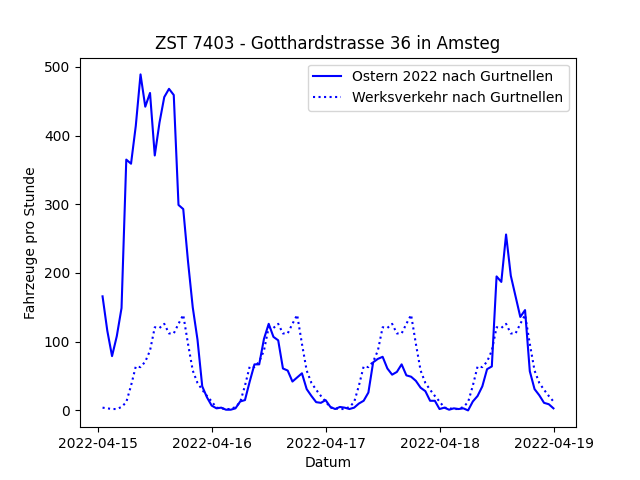 ZST 7403 - Gotthardstrasse 36 in Amsteg
Ostern 2022 nach Gurtnellen
Werksverkehr nach Gurtnellen
Fahrzeuge pro Stunde
500
400
300
200
100
0
2022-04-15 2022-04-16 2022-04-17 2022-04-18 2022-04-19
Datum